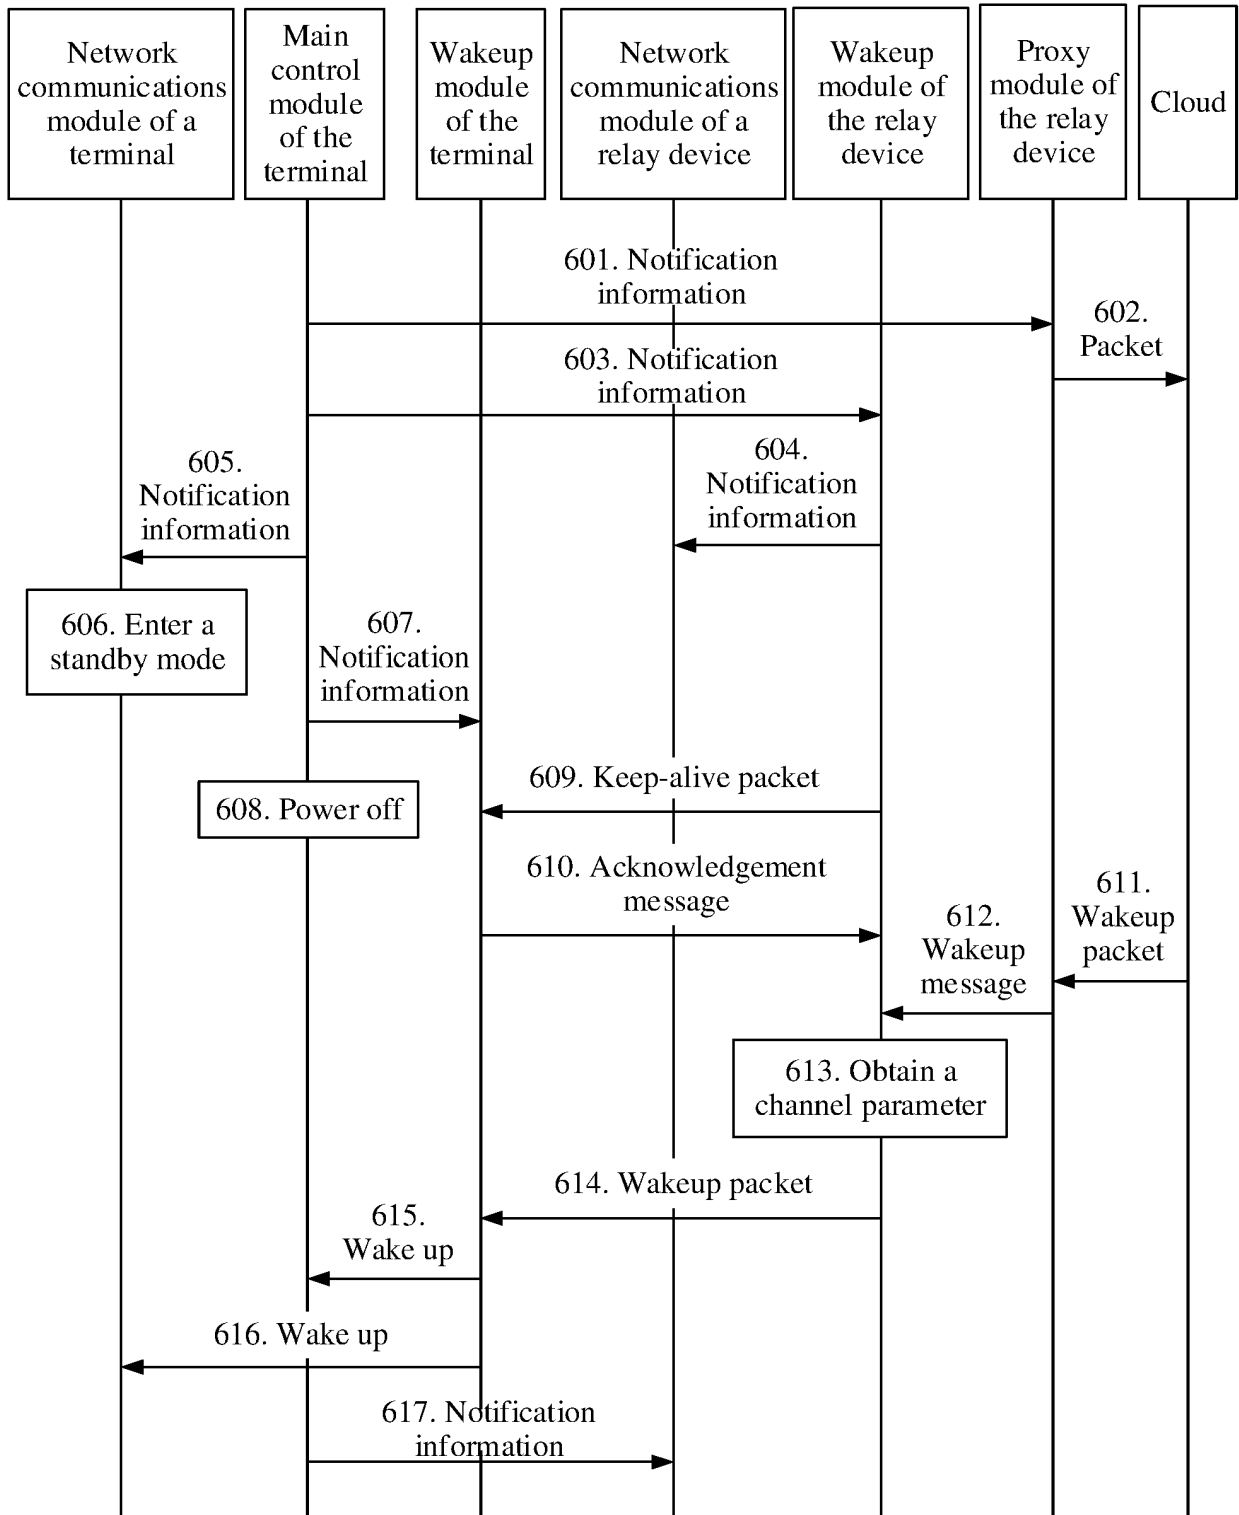 Network
communications
module of a
terminal
Main
control
module
of the
terminal
Wakeup
module
of the
terminal
Network
communications
module of a
relay device
Wakeup
module of
the relay
device
Proxy
module of
the relay
device
Cloud
601. Notification
information
602.
Packet
603. Notification
information
604.
Notification
information
605.
Notification
information
606. Enter a
standby mode
607.
Notification
information
608. Power off
609. Keep-alive packet
610. Acknowledgement
message
611.
Wakeup
packet
612.
Wakeup
message
613. Obtain a
channel parameter
614. Wakeup packet
615.
Wake up
616. Wake up
617. Notification
information